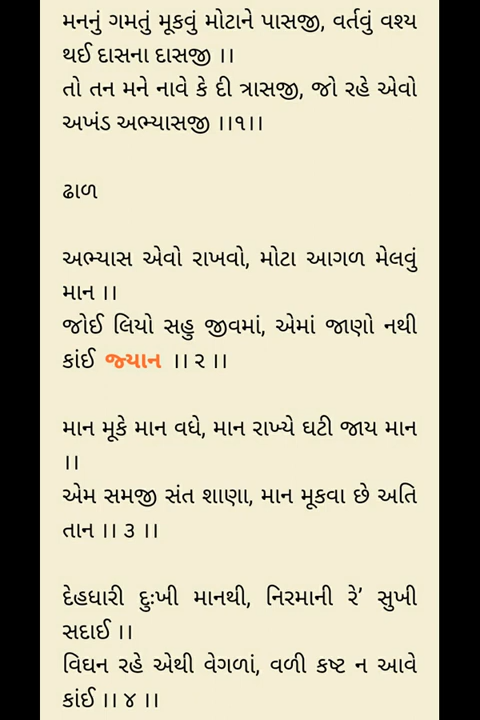 મનનું ગમતું મૂકવું મોટાને પાસજી, વર્તવું વશ્ય
થઈ દાસના દાસજી ।।
તો તન મને નાવે કે દી ત્રાસજી, જો રહે એવો
અખંડ અભ્યાસજી ।।૧।।
ઢાળ
અભ્યાસ એવો રાખવો, મોટા આગળ મેલવું
માન ।।
જોઈ લિયો સહુ જીવમાં, એમાં જાણો નથી
કાંઈ જ્યાન ।। ૨ ।।
માન મૂકે માન વધે, માન રાખ્યે ઘટી જાય માન
।।
એમ સમજી સંત શાણા, માન મૂકવા છે અતિ
તાન ।। ૩ ।।
દેહધારી દુઃખી માનથી, નિરમાની રે’ સુખી
સદાઈ ।।
વિઘન રહે એથી વેગળાં, વળી કષ્ટ ન આવે
કાંઈ ।। ૪ ।।